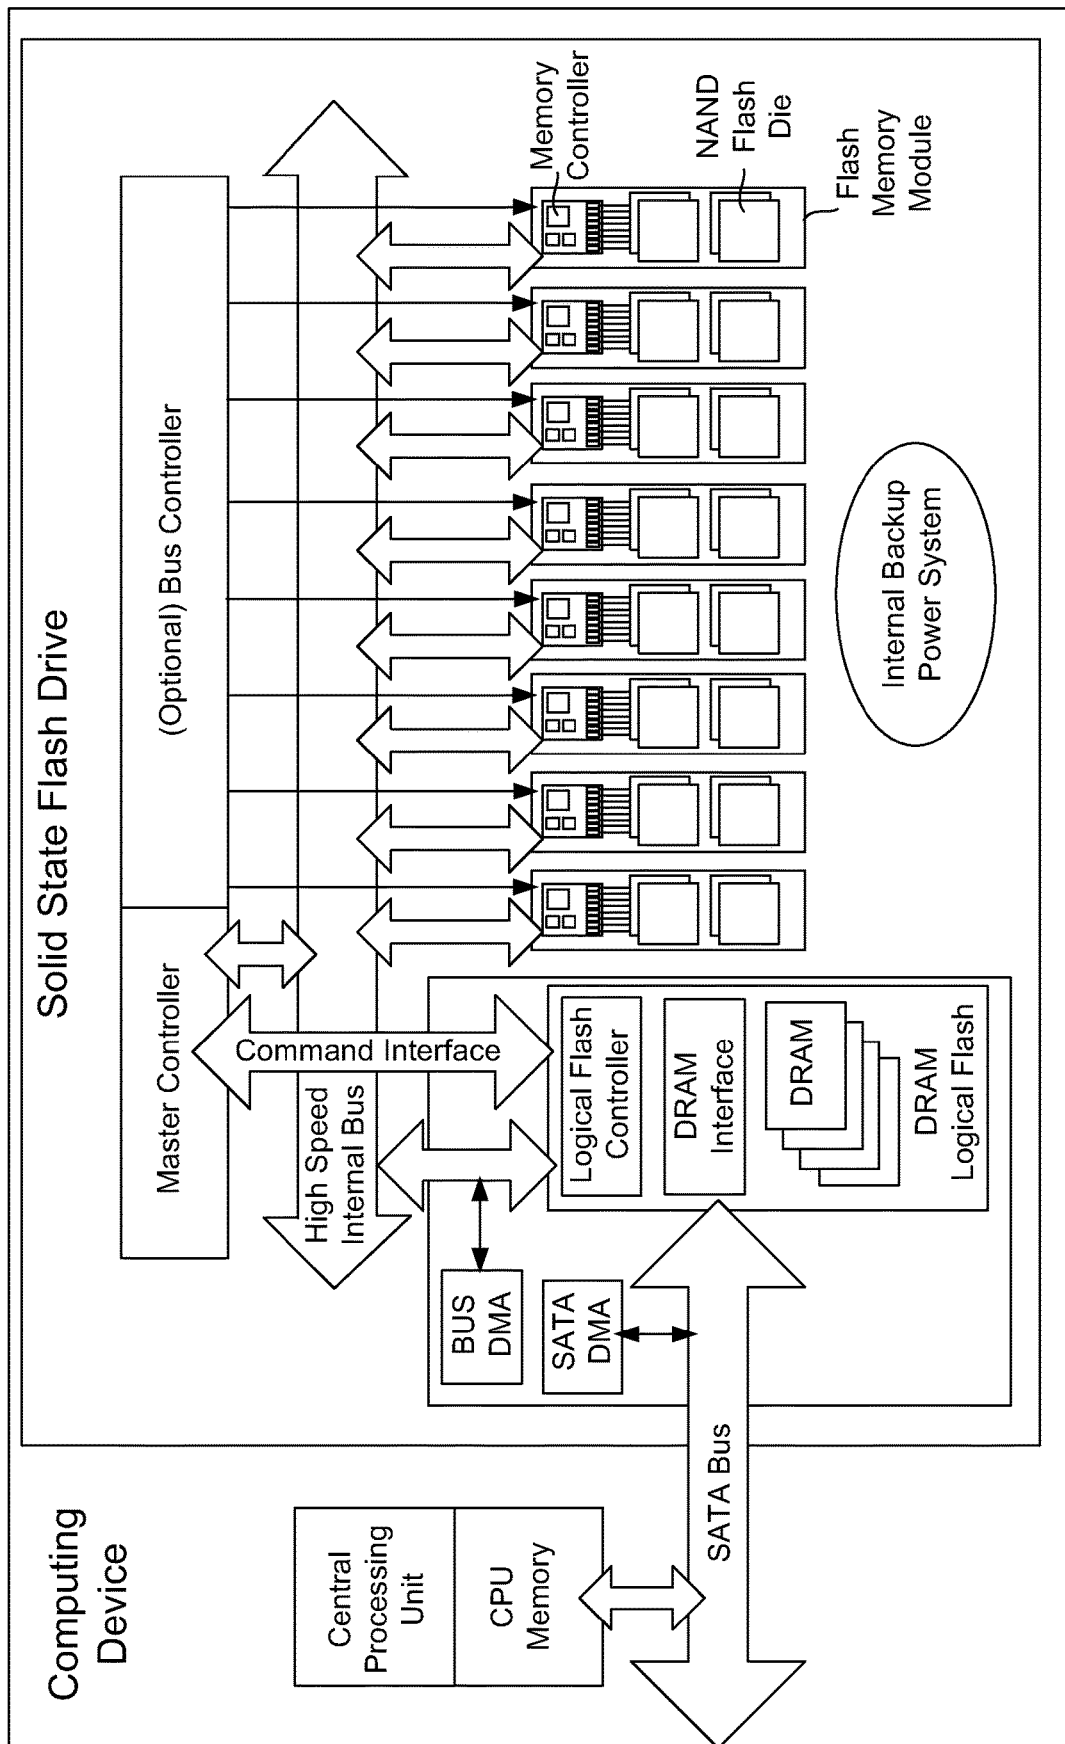 Computing
Device
Solid State Flash Drive
Central
Processing
Unit
CPU
Memory
SATA Bus
Master Controller
(Optional) Bus Controller
High Speed
Internal Bus
Command Interface
BUS
DMA
SATA
DMA
Logical Flash
Controller
DRAM
Interface
DRAM
DRAM
Logical Flash
Internal Backup
Power System
Memory
Controller
NAND
Flash
Die
Flash
Memory
Module